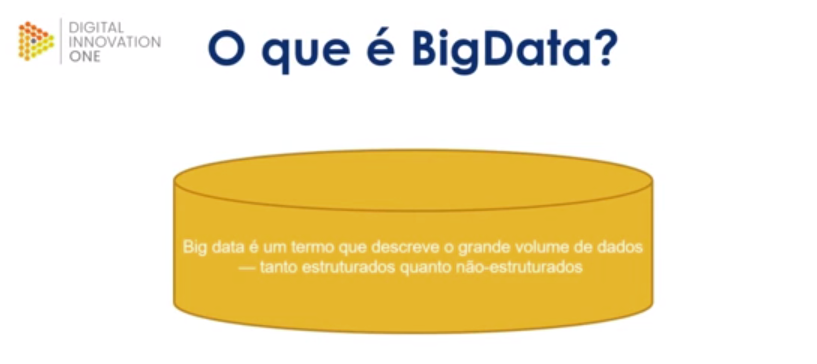 DIGITAL
INNOVATION
ONE
O que é BigData?
Big data é um termo que descreve o grande volume de dados
— tanto estruturados quanto não-estruturados